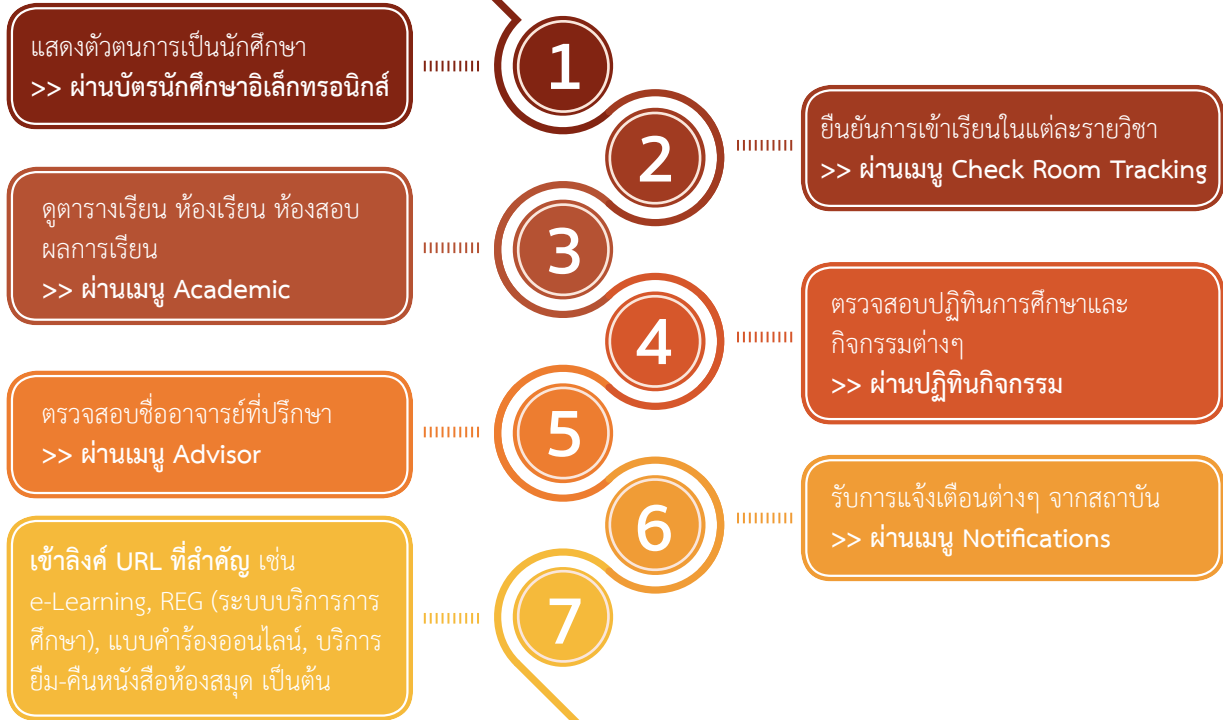 แสดงตัวตนการเป็นนักศึกษา
>> ผ่านบัตรนักศึกษาอิเล็กทรอนิกส์
1
2
ยืนยันการเข้าเรียนในแต่ละรายวิชา
>> ผ่านเมนู Check Room Tracking
ดูตารางเรียน ห้องเรียน ห้องสอบ
ผลการเรียน
>> ผ่านเมนู Academic
3
4
ตรวจสอบปฏิทินการศึกษาและ
กิจกรรมต่างๆ
>> ผ่านปฏิทินกิจกรรม
ตรวจสอบชื่ออาจารย์ที่ปรึกษา
>> ผ่านเมนู Advisor
5
6
รับการแจ้งเตือนต่างๆ จากสถาบัน
>> ผ่านเมนู Notifications
เข้าลิงค์ URL ที่สำคัญ เช่น
e-Learning, REG (ระบบบริการการ
ศึกษา), แบบคำร้องออนไลน์, บริการ
ยืม-คืนหนังสือห้องสมุด เป็นต้น
7